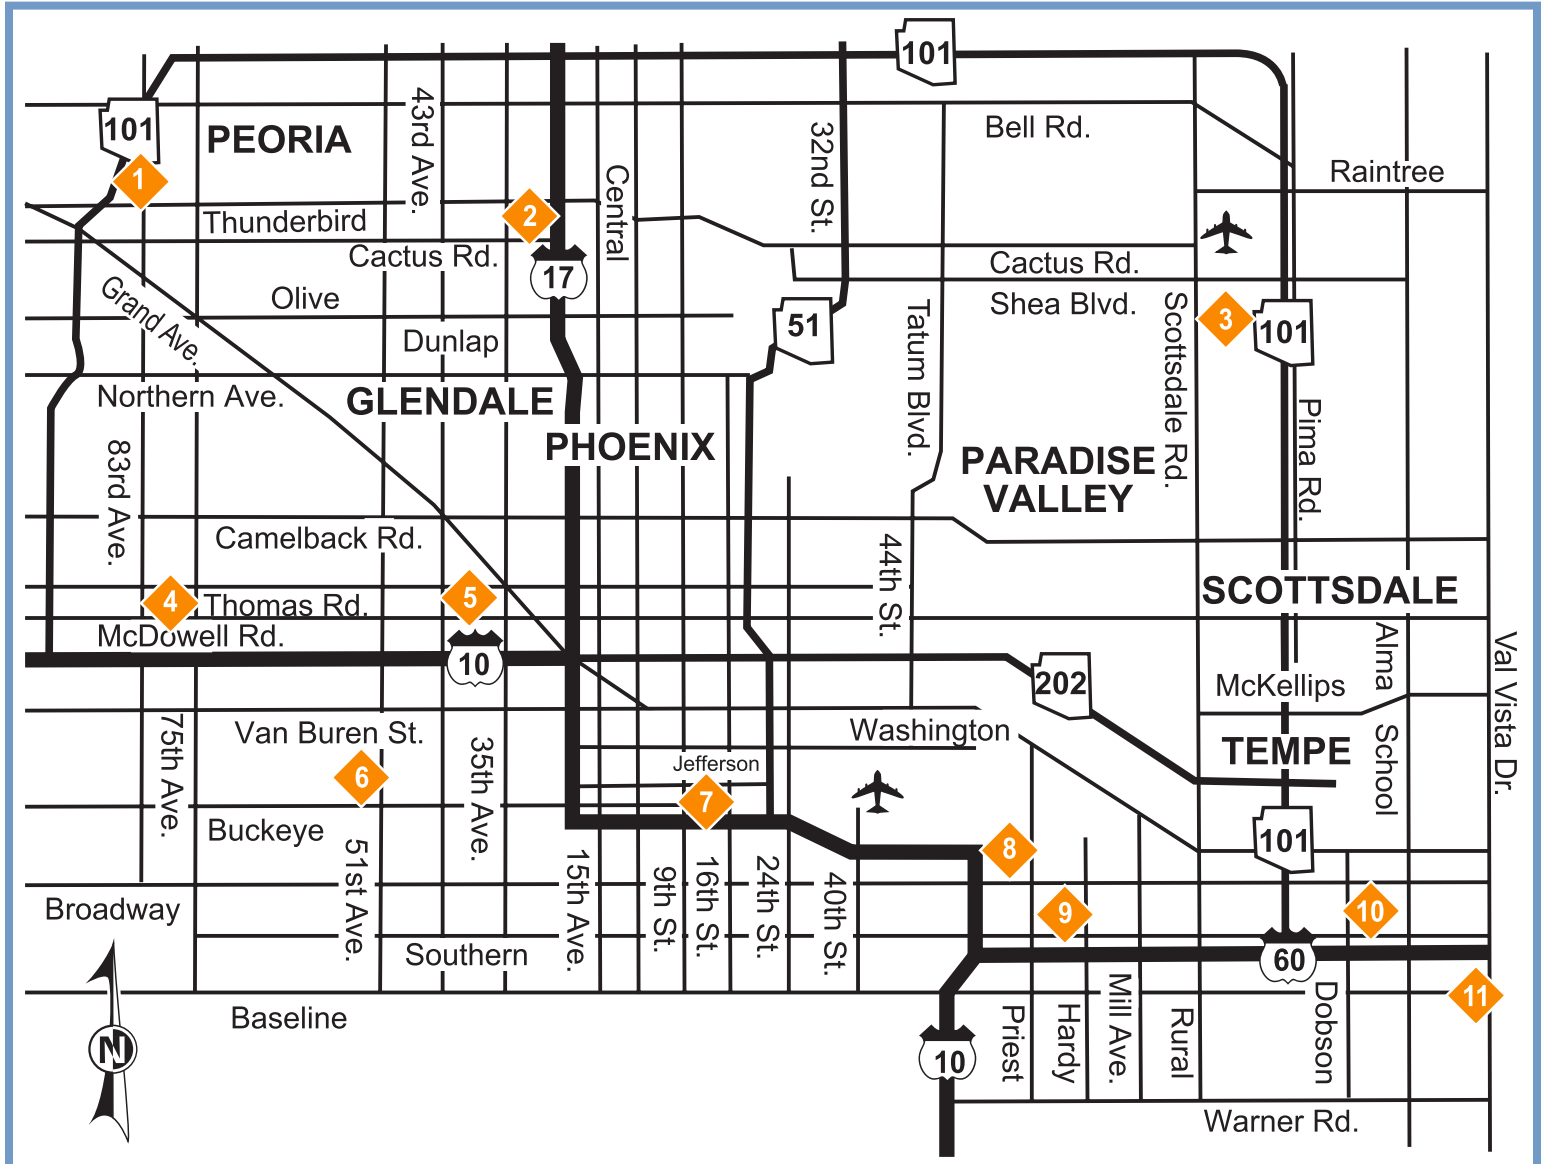 101
101
PEORIA
43rd Ave.
32nd St.
Bell Rd.
Raintree
1
Thunderbird
2
Central
Cactus Rd.
17
Cactus Rd.
Grand Ave.
Olive
Shea Blvd.
Scottsdale Rd.
3
101
Dunlap
51
Tatum Blvd.
Northern Ave.
GLENDALE
PHOENIX
Pima Rd.
83rd Ave.
PARADISE
VALLEY
Camelback Rd.
44th St.
4
Thomas Rd.
5
SCOTTSDALE
McDowell Rd.
10
202
McKellips
Alma School
Val Vista Dr.
75th Ave.
Van Buren St.
35th Ave.
Washington
TEMPE
6
Jefferson
7
Buckeye
51st Ave.
15th Ave.
9th St.
16th St.
24th St.
40th St.
8
101
Broadway
9
10
Southern
60
11
Baseline
N
10
Priest
Hardy
Mill Ave.
Rural
Dobson
Warner Rd.